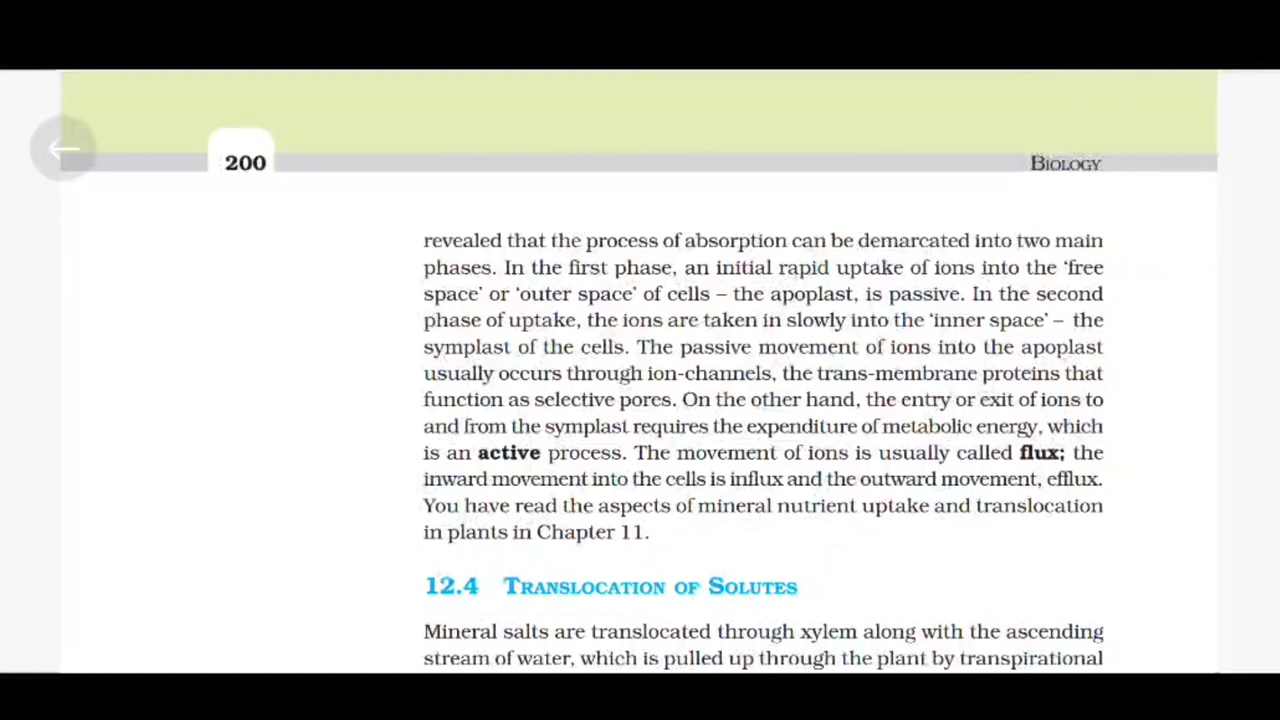 200
BIOLOGY
revealed that the process of absorption can be demarcated into two main
phases. In the first phase, an initial rapid uptake of ions into the ‘free
space’ or ‘outer space’ of cells – the apoplast, is passive. In the second
phase of uptake, the ions are taken in slowly into the ‘inner space’ – the
symplast of the cells. The passive movement of ions into the apoplast
usually occurs through ion-channels, the trans-membrane proteins that
function as selective pores. On the other hand, the entry or exit of ions to
and from the symplast requires the expenditure of metabolic energy, which
is an active process. The movement of ions is usually called flux; the
inward movement into the cells is influx and the outward movement, efflux.
You have read the aspects of mineral nutrient uptake and translocation
in plants in Chapter 11.
12.4 TRANSLOCATION OF SOLUTES
Mineral salts are translocated through xylem along with the ascending
stream of water, which is pulled up through the plant by transpirational